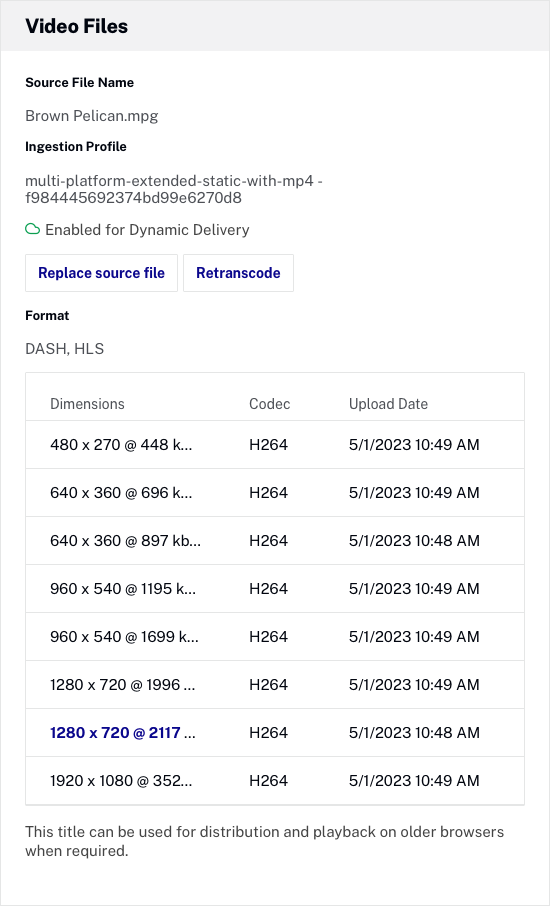 Video Files
Source File Name
Brown Pelican.mpg
Ingestion Profile
multi-platform-extended-static-with-mp4 -
f984445692374bd99e6270d8
Enabled for Dynamic Delivery
Replace source file Retranscode
Format
DASH, HLS
Dimensions Codec Upload Date
480 x 270 @ 448 k... H264 5/1/2023 10:49 AM
640 x 360 @ 696 k... H264 5/1/2023 10:49 AM
640 x 360 @ 897 kb... H264 5/1/2023 10:48 AM
960 x 540 @ 1195 k... H264 5/1/2023 10:49 AM
960 x 540 @ 1699 k... H264 5/1/2023 10:49 AM
1280 x 720 @ 1996 ... H264 5/1/2023 10:49 AM
1280 x 720 @ 2117 ... H264 5/1/2023 10:48 AM
1920 x 1080 @ 352... H264 5/1/2023 10:49 AM
This title can be used for distribution and playback on older browsers
when required.